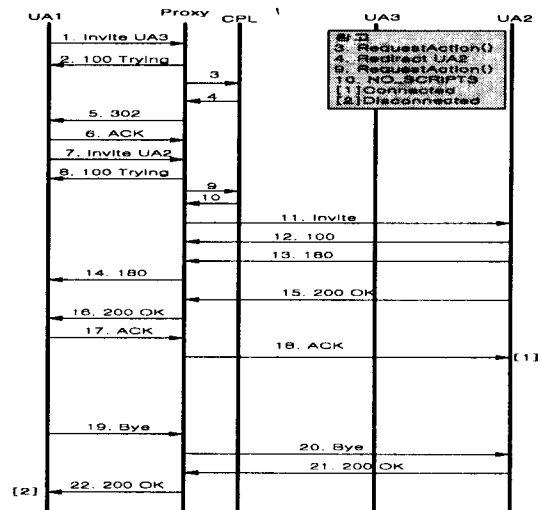 UA1 Proxy CPL UA3 UA2
참고
3. RequestAction()
4. Redirect UA2
9. RequestAction()
10. NO_SCRIPTS
[1]Connected
[2]Disconnected
1. Invite UA3
2. 100 Trying
3
4
5. 302
6. ACK
7. Invite UA2
8. 100 Trying
9
10
11. Invite
12. 100
13. 180
14. 180
15. 200 OK
16. 200 OK
17. ACK
18. ACK
[1]
19. Bye
20. Bye
21. 200 OK
[2]
22. 200 OK